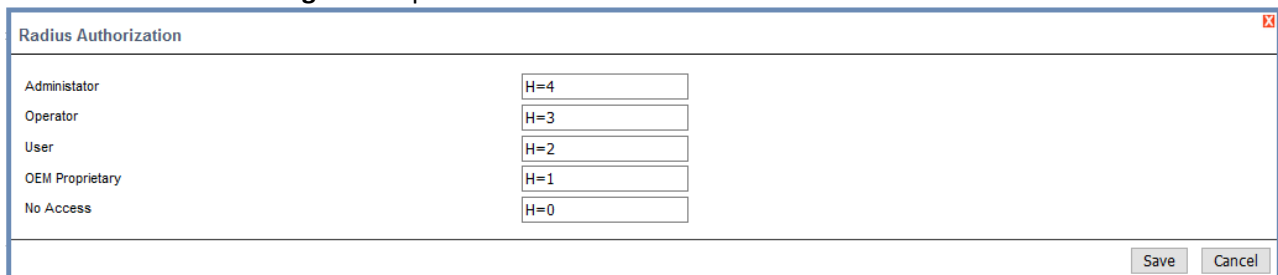 Radius Authorization
X
Administator H=4
Operator H=3
User H=2
OEM Proprietary H=1
No Access H=0
Save Cancel